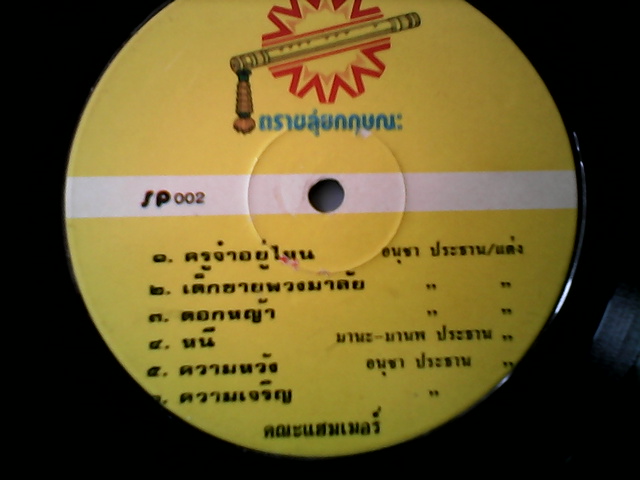 ตราขลุ่ยกฤษณะ
SP 002
๑. ครูจ๋าอยู่ไหน อนุชา ประธาน/แต่ง
๒. เด็กขายพวงมาลัย " "
๓. ดอกหญ้า " "
๔. หนี มานะ-มานพ ประธาน "
๕. ความหวัง อนุชา ประธาน "
ความเจริญ "
คณะแฮมเมอร์